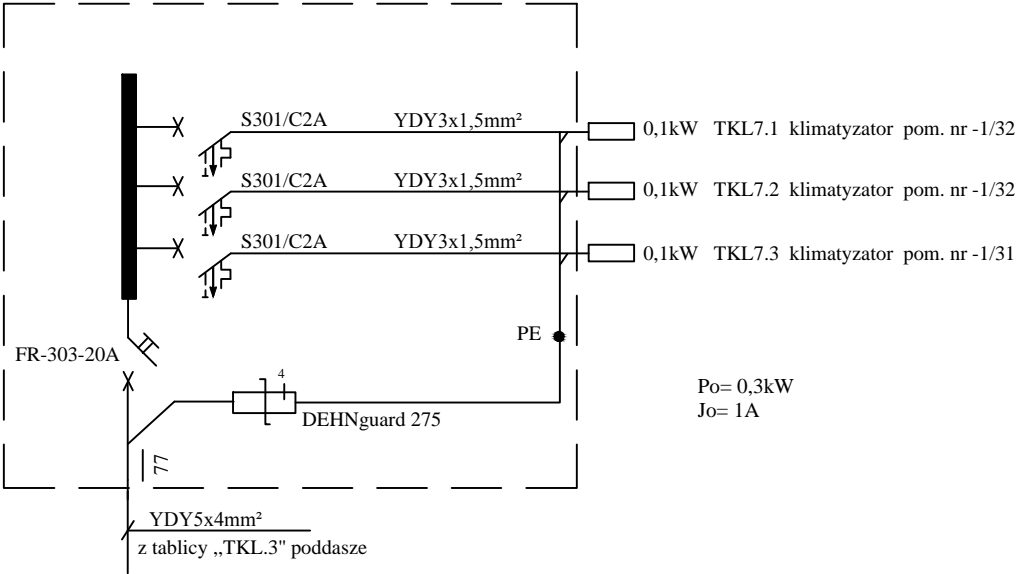 S301/C2A YDY3x1,5mm² 0,1kW TKL7.1 klimatyzator pom. nr -1/32
S301/C2A YDY3x1,5mm² 0,1kW TKL7.2 klimatyzator pom. nr -1/32
S301/C2A YDY3x1,5mm² 0,1kW TKL7.3 klimatyzator pom. nr -1/31
PE
FR-303-20A
4
DEHNguard 275
Po= 0,3kW
Jo= 1A
77
YDY5x4mm²
z tablicy ,,TKL.3" poddasze